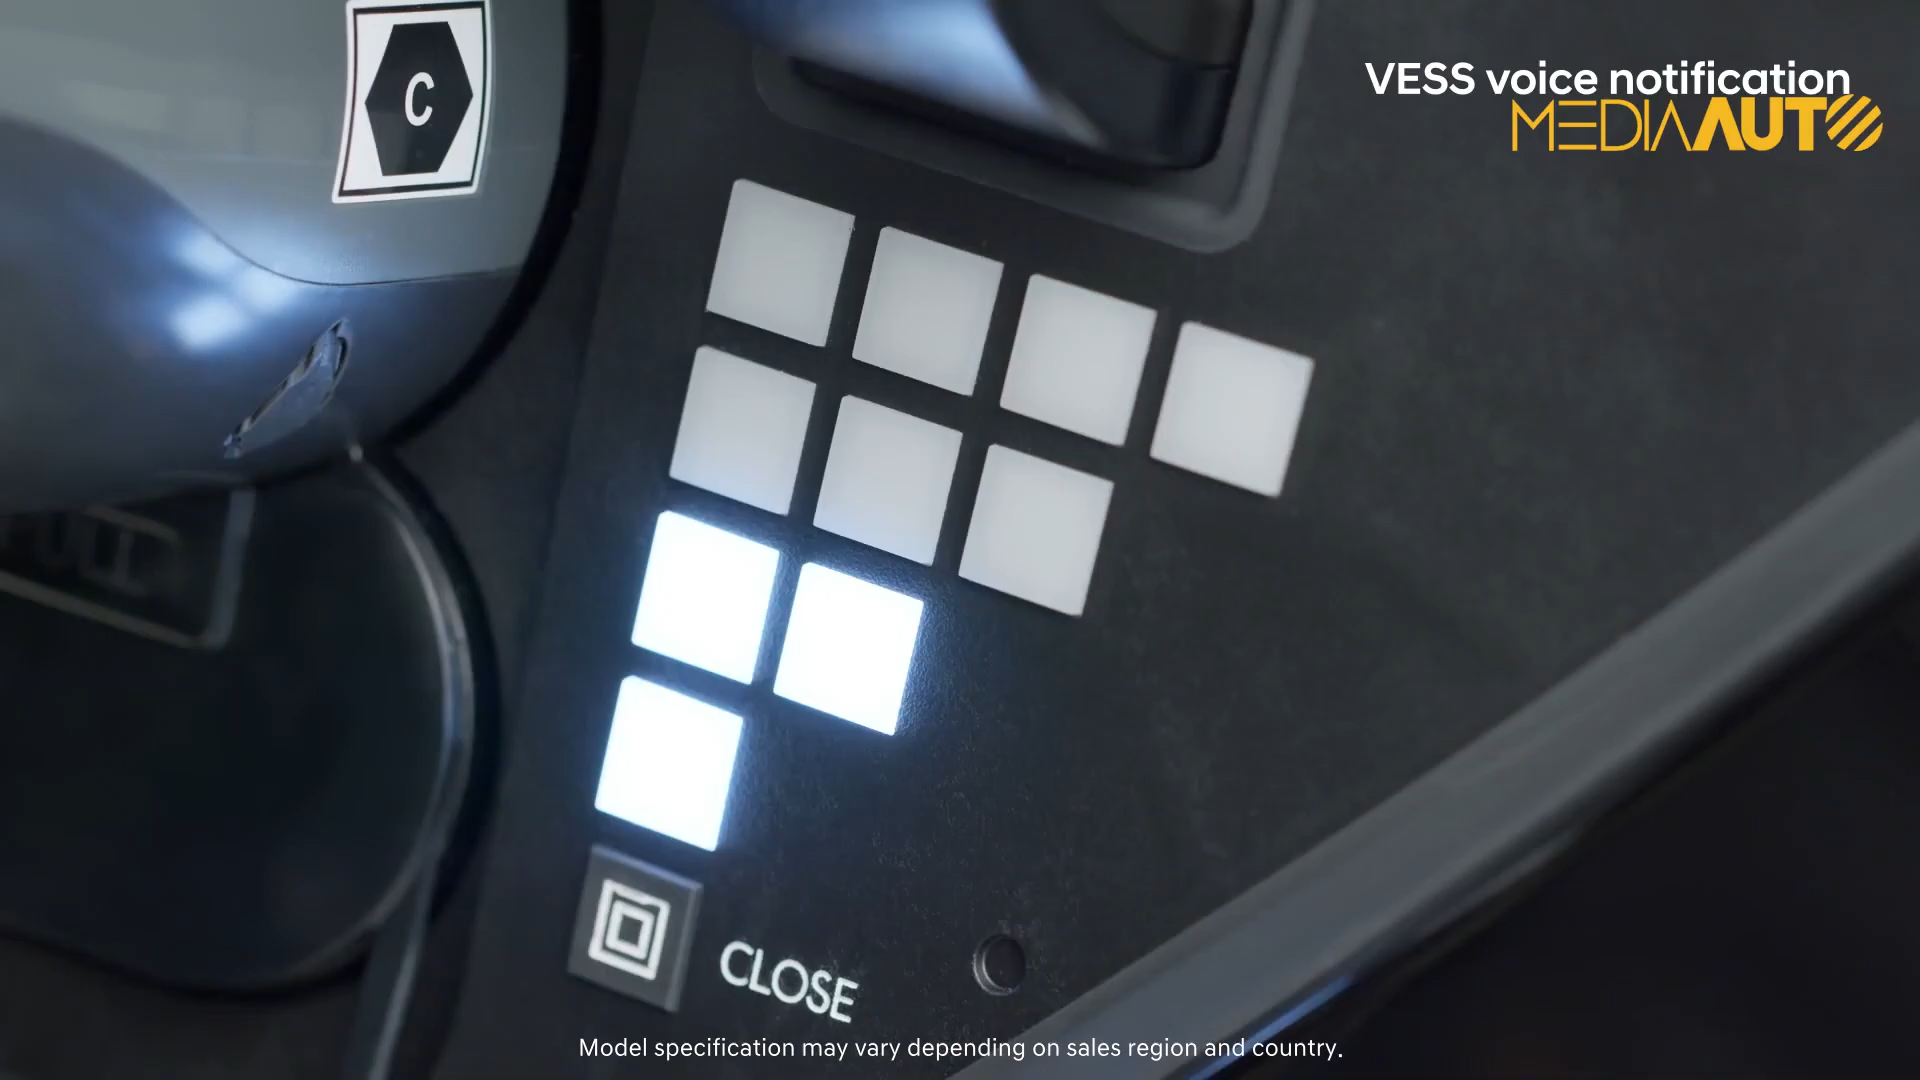 C
VESS voice notification
MEDIAAUTO
CLOSE
Model specification may vary depending on sales region and country.